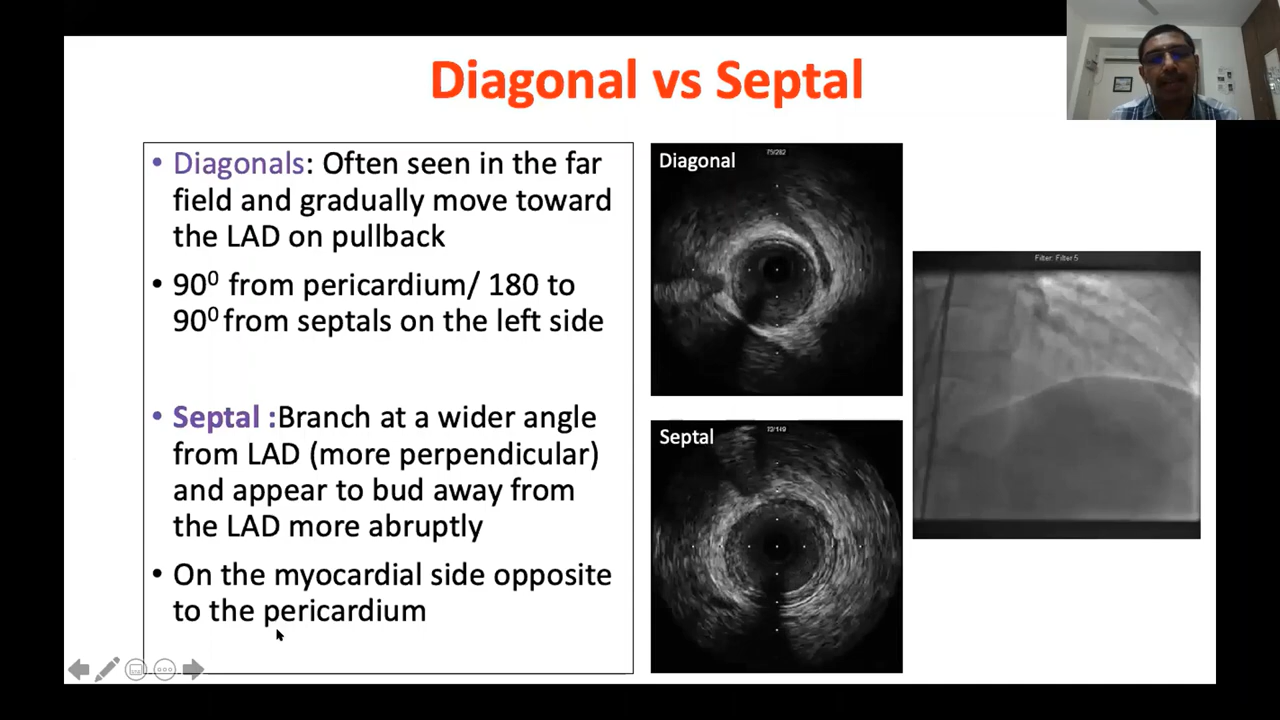 Diagonal vs Septal
• Diagonals: Often seen in the far
field and gradually move toward
the LAD on pullback
• 90⁰ from pericardium/ 180 to
90⁰ from septals on the left side
• Septal :Branch at a wider angle
from LAD (more perpendicular)
and appear to bud away from
the LAD more abruptly
• On the myocardial side opposite
to the pericardium
Diagonal
Septal
Filter: Filter 5